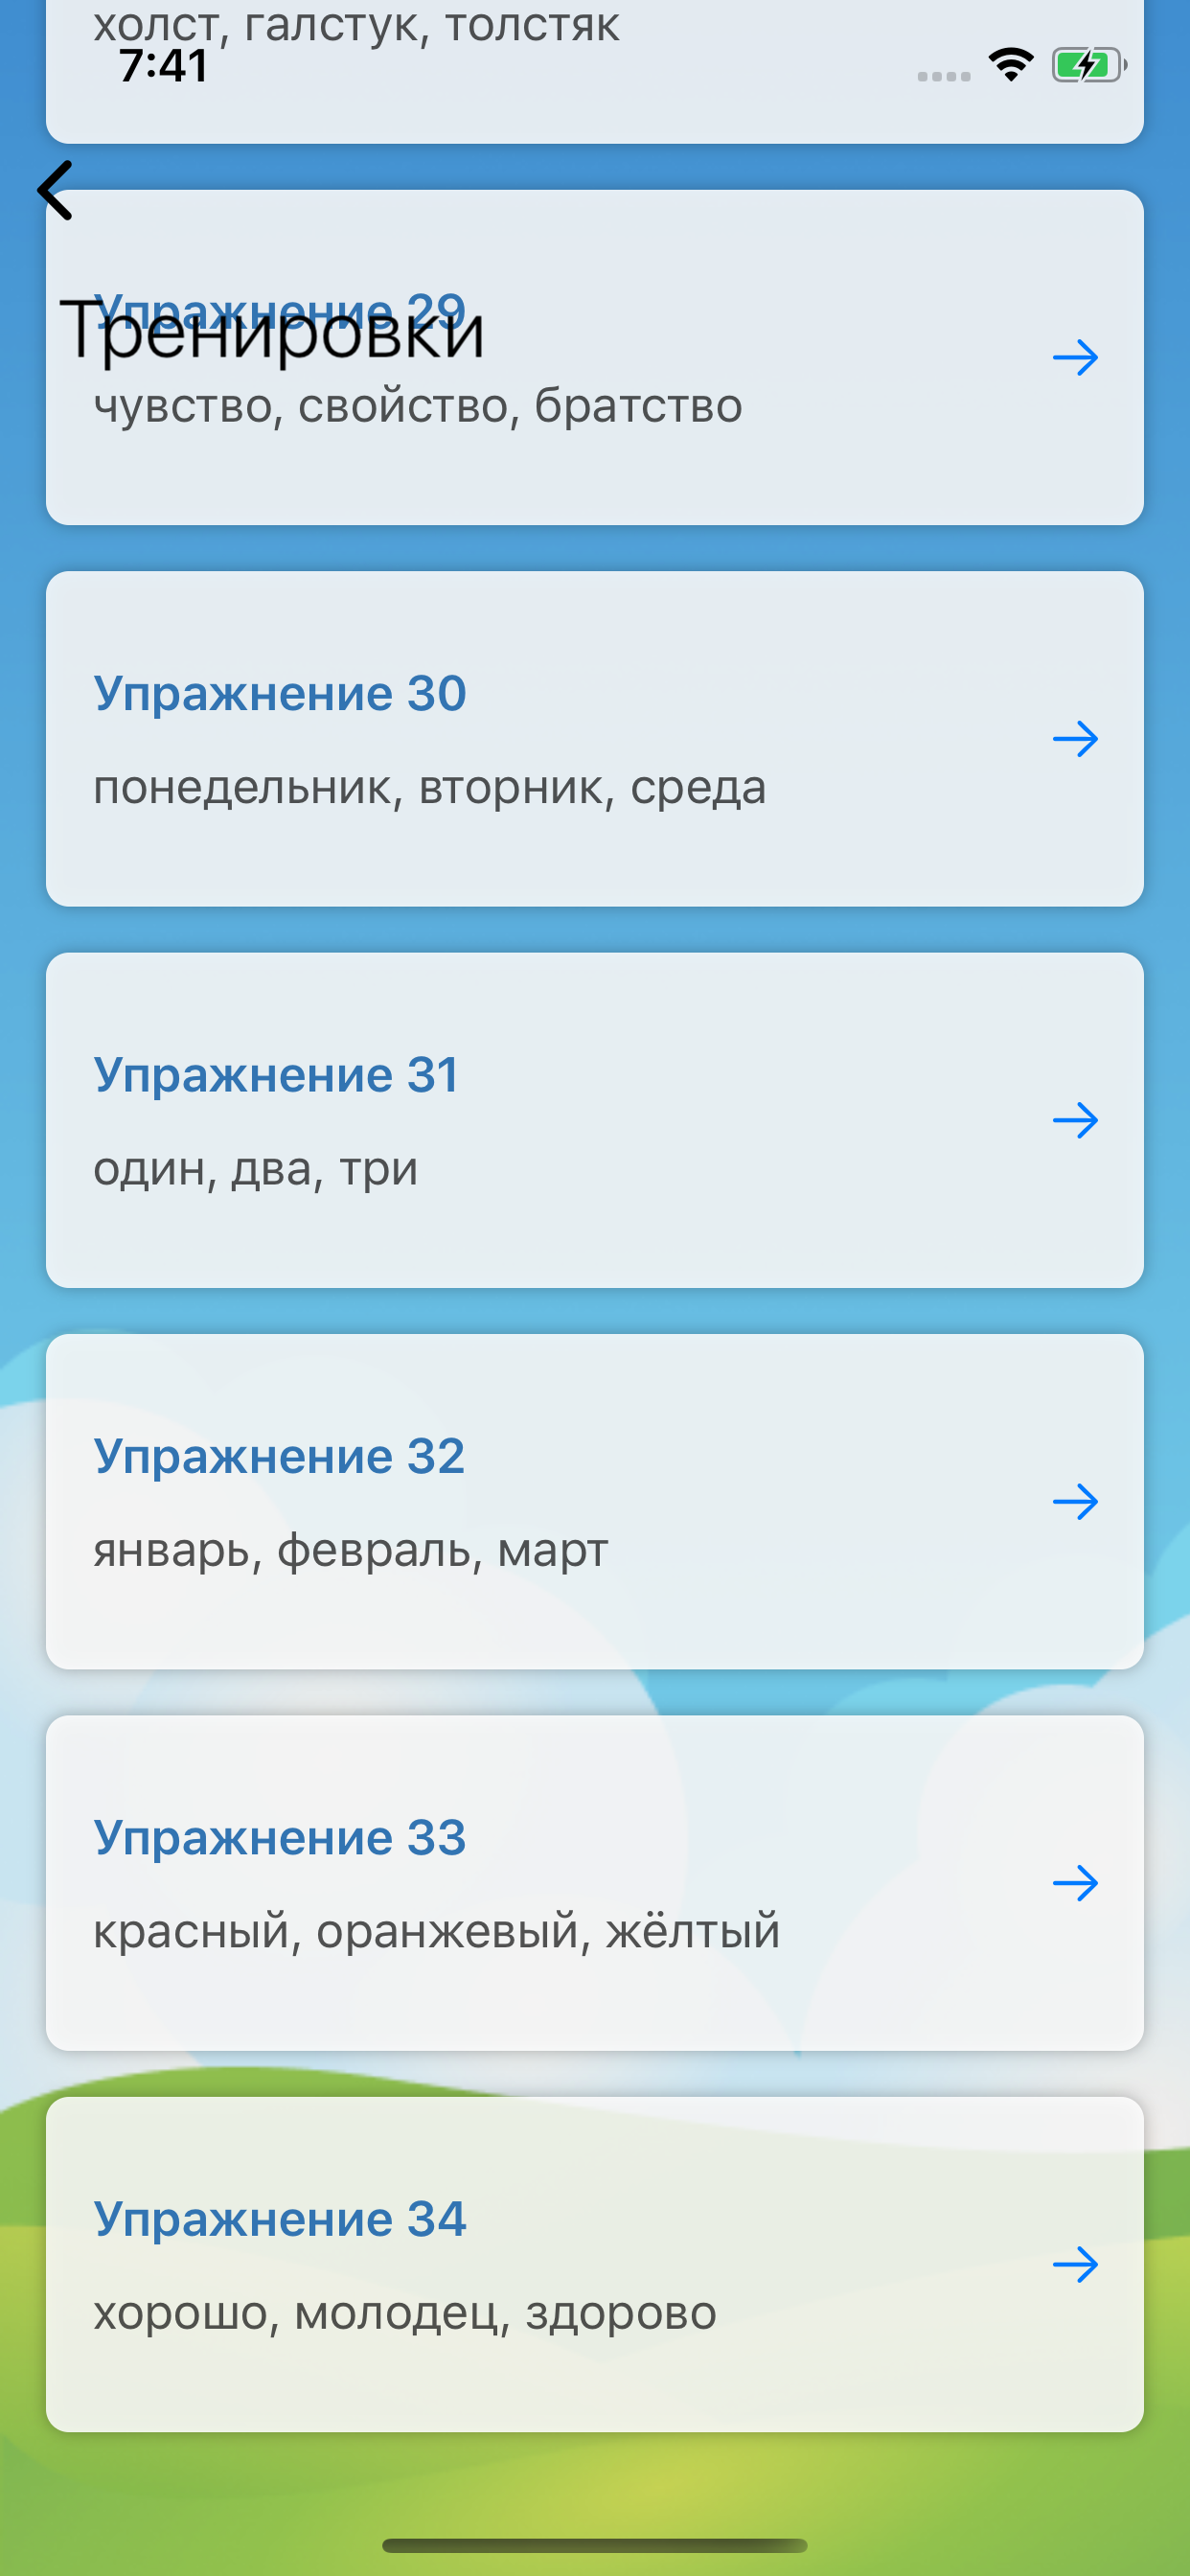 холст, галстук, толстяк
7:41
Упражнение 29
Тренировки
чувство, свойство, братство
Упражнение 30
понедельник, вторник, среда
Упражнение 31
один, два, три
Упражнение 32
январь, февраль, март
Упражнение 33
красный, оранжевый, жёлтый
Упражнение 34
хорошо, молодец, здорово